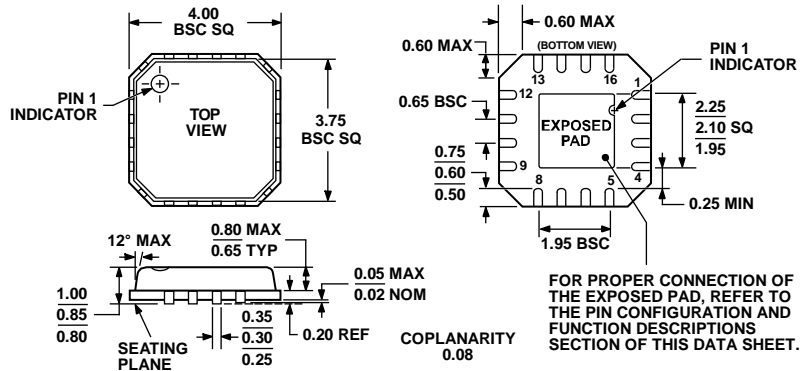 4.00
BSC SQ
PIN 1
INDICATOR
TOP
VIEW
3.75
BSC SQ
0.60 MAX
0.60 MAX
(BOTTOM VIEW)
PIN 1
INDICATOR
13
16
12
1
0.65 BSC
EXPOSED
PAD
2.25
2.10 SQ
1.95
0.75
0.60
0.50
9
8
5
4
0.25 MIN
1.95 BSC
12° MAX
0.80 MAX
0.65 TYP
0.05 MAX
0.02 NOM
1.00
0.85
0.80
SEATING
PLANE
0.35
0.30
0.25
0.20 REF
COPLANARITY
0.08
FOR PROPER CONNECTION OF
THE EXPOSED PAD, REFER TO
THE PIN CONFIGURATION AND
FUNCTION DESCRIPTIONS
SECTION OF THIS DATA SHEET.